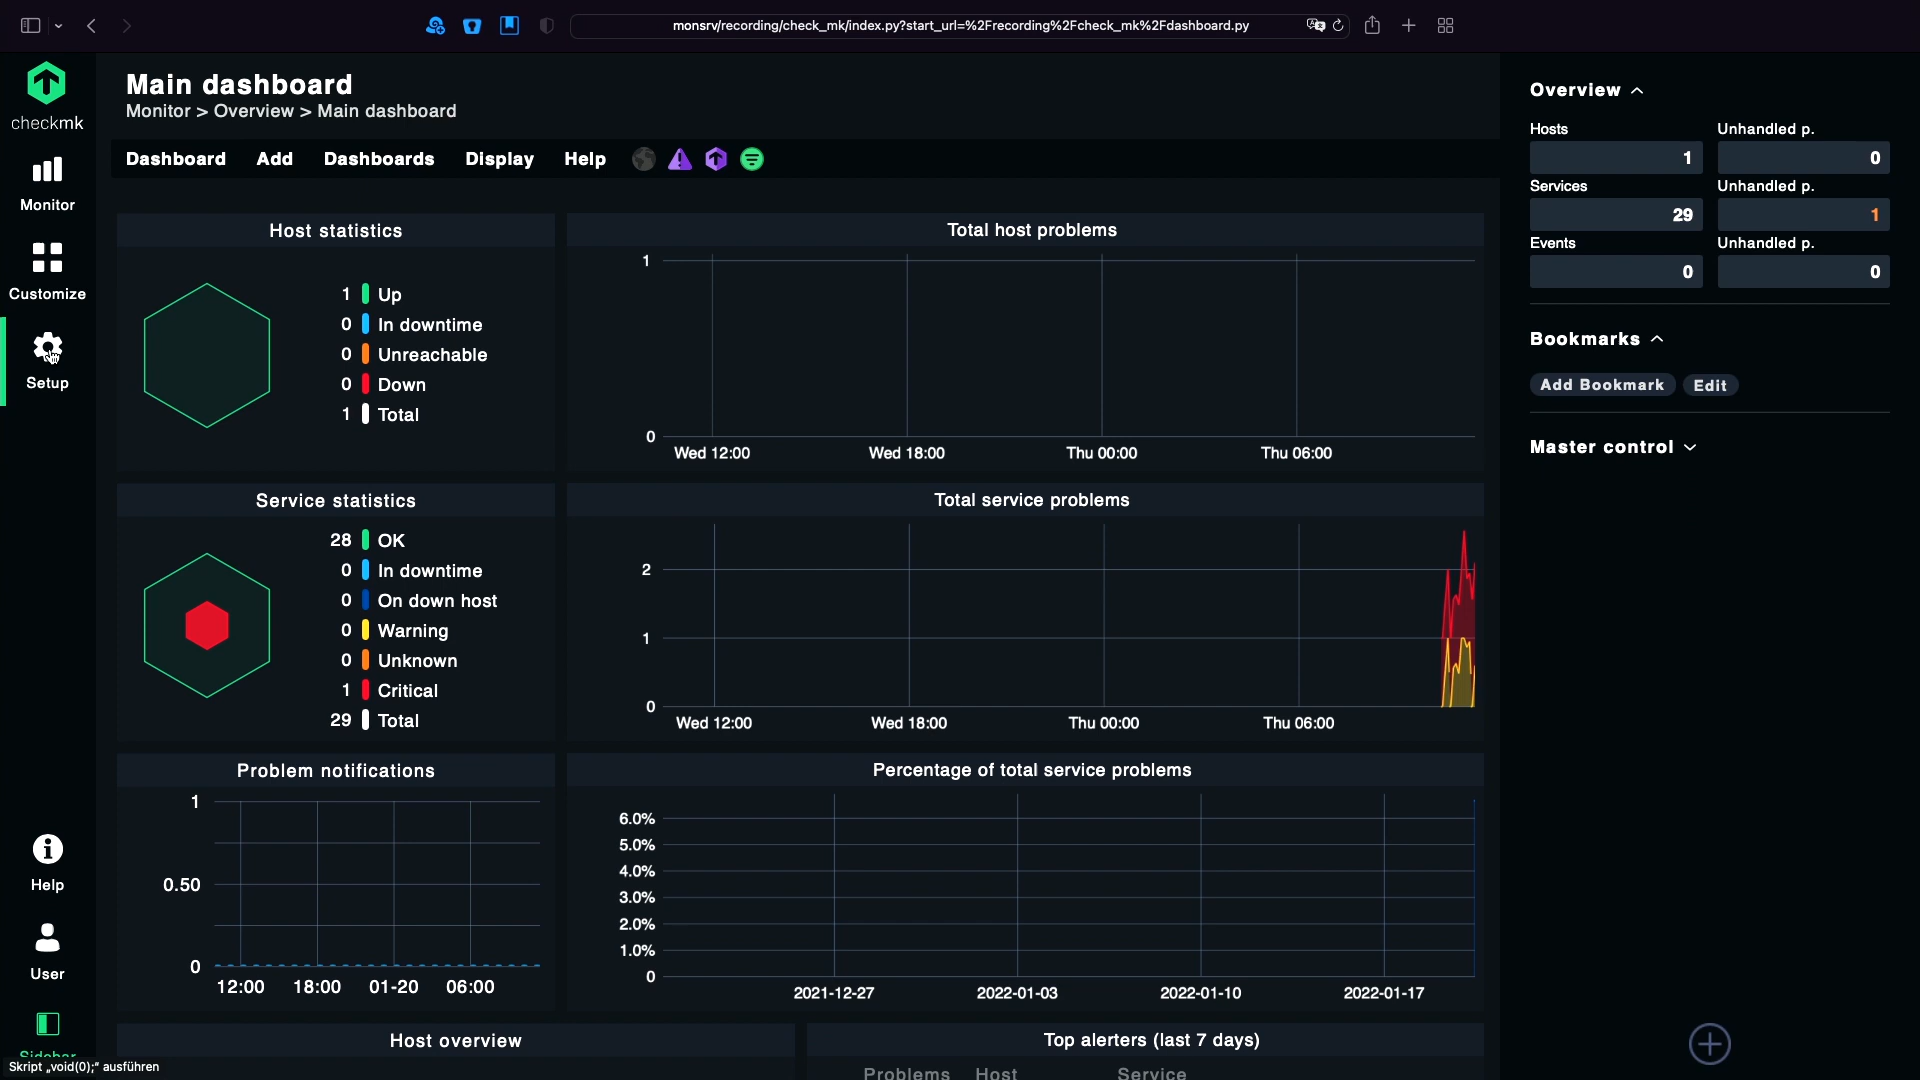 monsrv/recording/check_mk/index.py?start_url=%2Frecording%2Fcheck_mk%2Fdashboard.py
checkmk
Monitor
Customize
Setup
Main dashboard
Monitor > Overview > Main dashboard
Dashboard Add Dashboards Display Help
Host statistics
1 Up
0 In downtime
0 Unreachable
0 Down
1 Total
Total host problems
1
0
Wed 12:00 Wed 18:00 Thu 00:00 Thu 06:00
Service statistics
28 OK
0 In downtime
0 On down host
0 Warning
0 Unknown
1 Critical
29 Total
Total service problems
2
1
0
Wed 12:00 Wed 18:00 Thu 00:00 Thu 06:00
Problem notifications
1
0.50
0
12:00 18:00 01-20 06:00
Percentage of total service problems
6.0%
5.0%
4.0%
3.0%
2.0%
1.0%
0
2021-12-27 2022-01-03 2022-01-10 2022-01-17
Host overview
Top alerters (last 7 days)
Problems Host Service
Overview
Hosts Unhandled p.
1 0
Services Unhandled p.
29 1
Events Unhandled p.
0 0
Bookmarks
Add Bookmark Edit
Master control
Help
User
Sidebar
Skript „void(0);“ ausführen